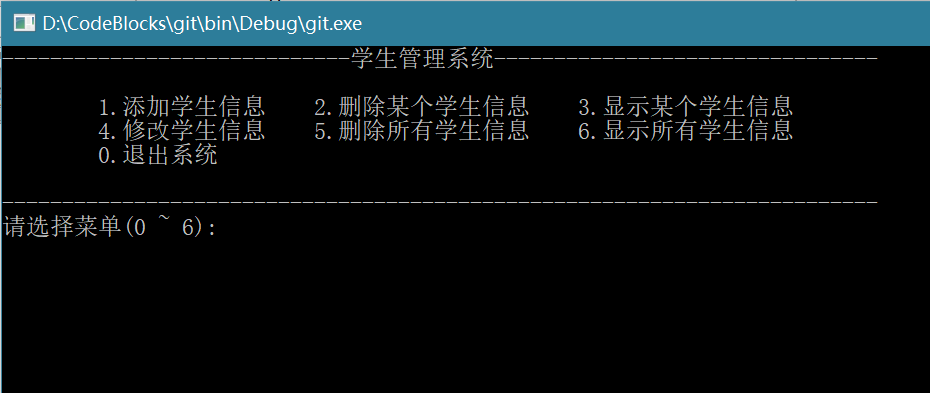 D:\CodeBlocks\git\bin\Debug\git.exe
-----------------------------学生管理系统--------------------------------
1.添加学生信息    2.删除某个学生信息    3.显示某个学生信息
4.修改学生信息    5.删除所有学生信息    6.显示所有学生信息
0.退出系统
-------------------------------------------------------------------------
请选择菜单(0 ~ 6):